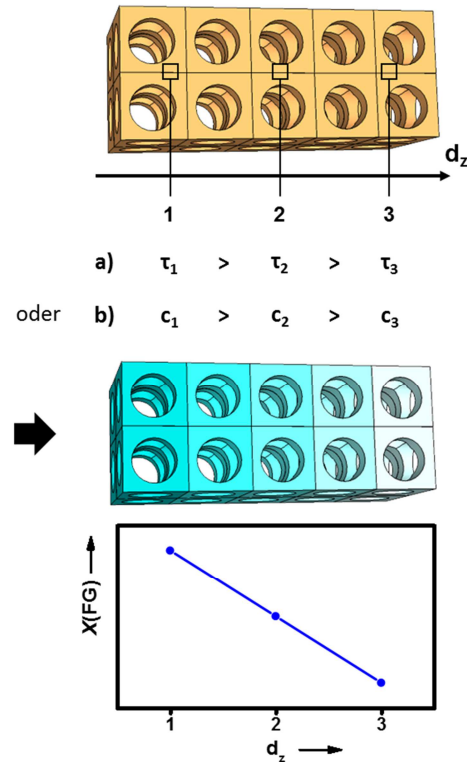 d_z
1 2 3
a) τ₁ > τ₂ > τ₃
oder b) c₁ > c₂ > c₃
X(FG)
1 2 3
d_z